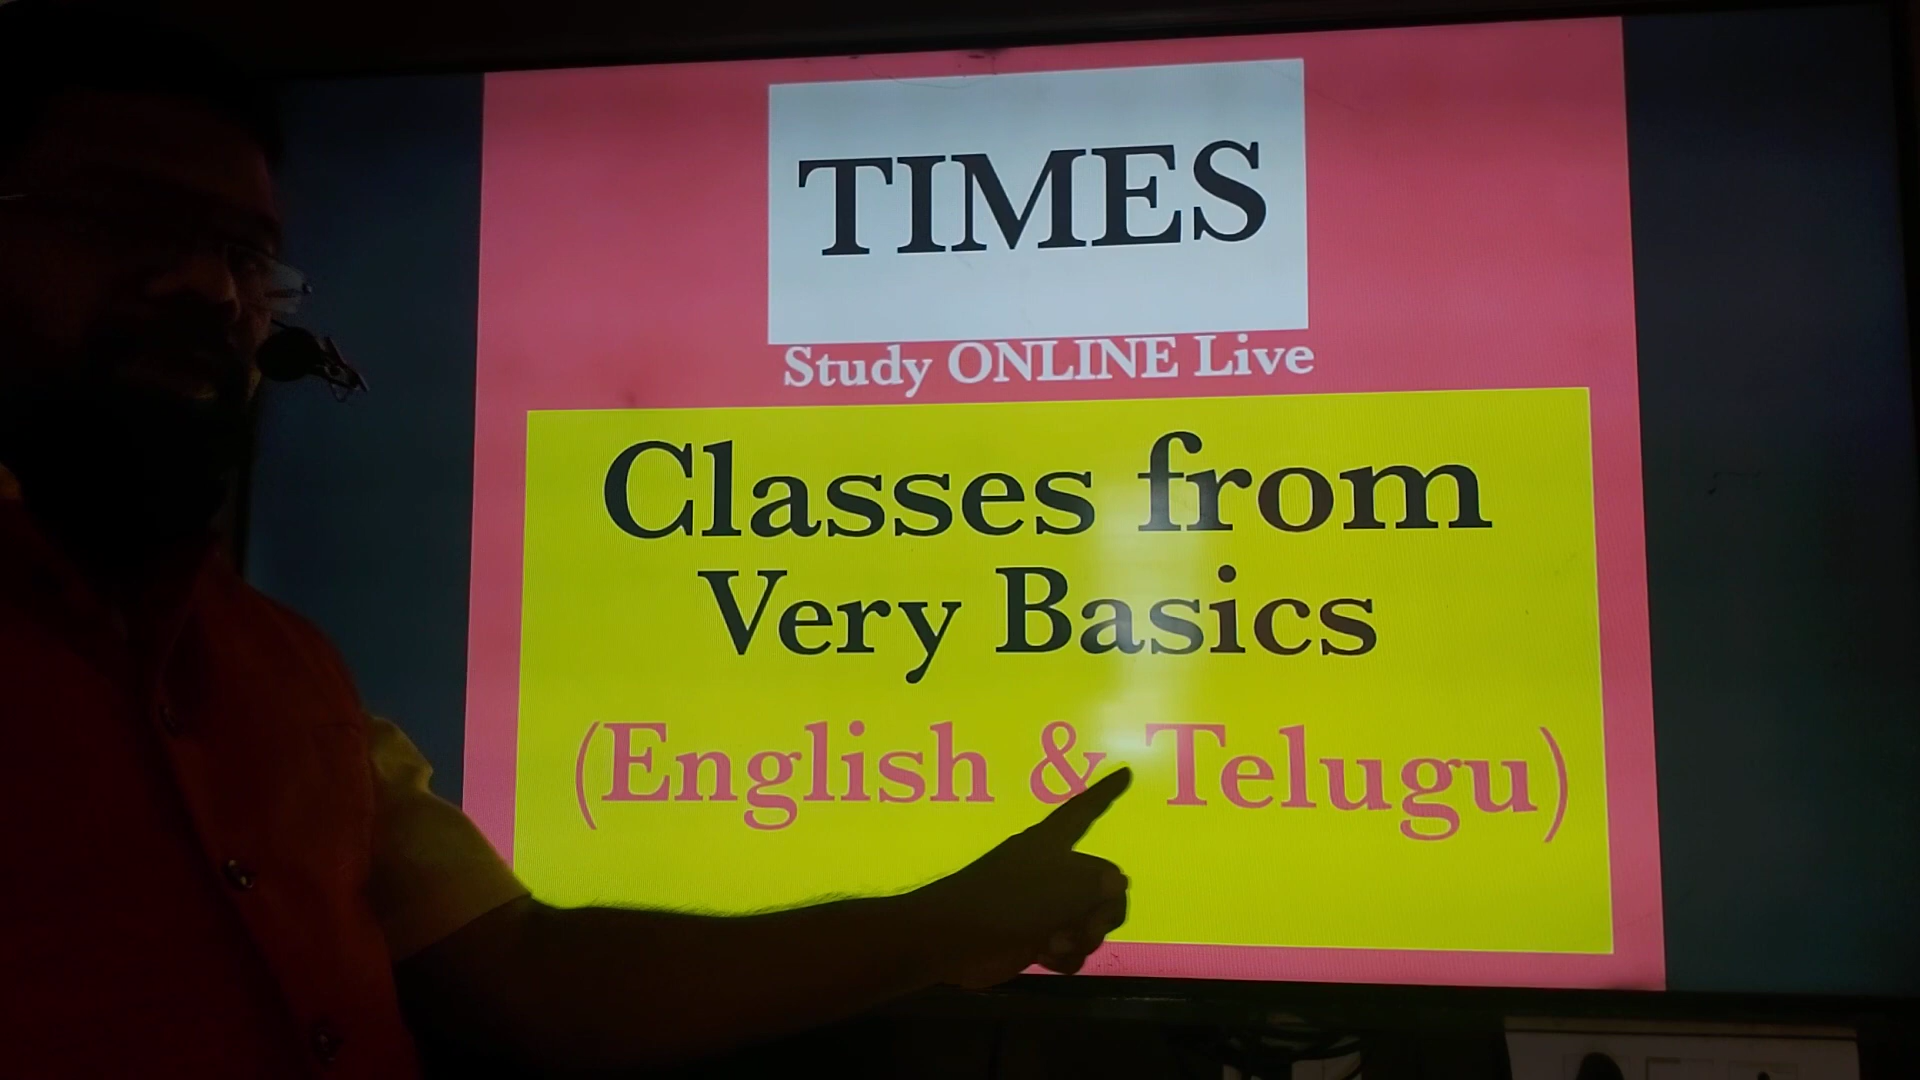 TIMES
Study ONLINE Live
Classes from
Very Basics
(English & Telugu)